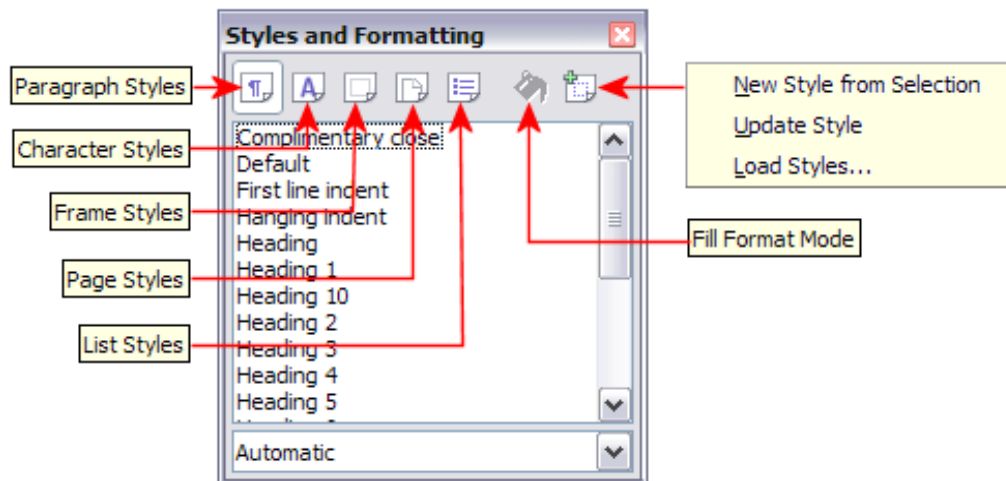 Styles and Formatting
Paragraph Styles
Character Styles
Frame Styles
Page Styles
List Styles
Complimentary close
Default
First line indent
Hanging indent
Heading
Heading 1
Heading 10
Heading 2
Heading 3
Heading 4
Heading 5
Automatic
New Style from Selection
Update Style
Load Styles...
Fill Format Mode